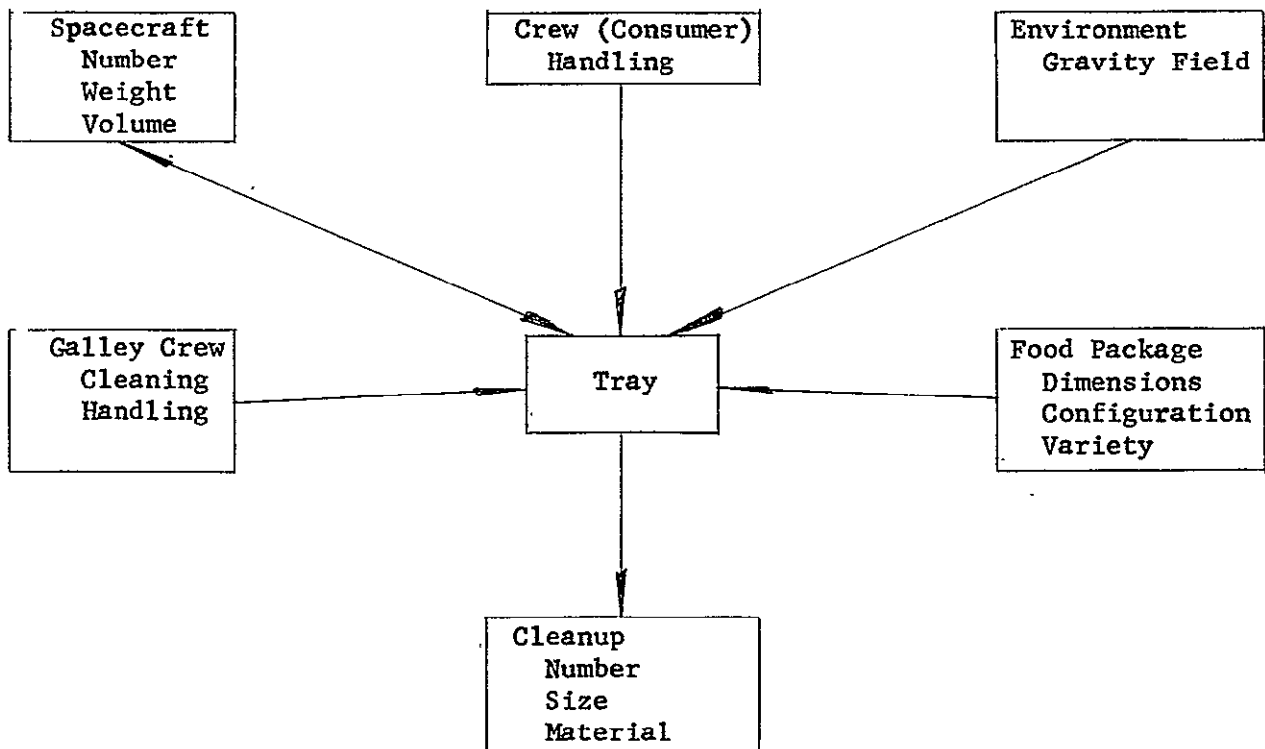 Spacecraft
Number
Weight
Volume
Crew (Consumer)
Handling
Environment
Gravity Field
Galley Crew
Cleaning
Handling
Tray
Food Package
Dimensions
Configuration
Variety
Cleanup
Number
Size
Material